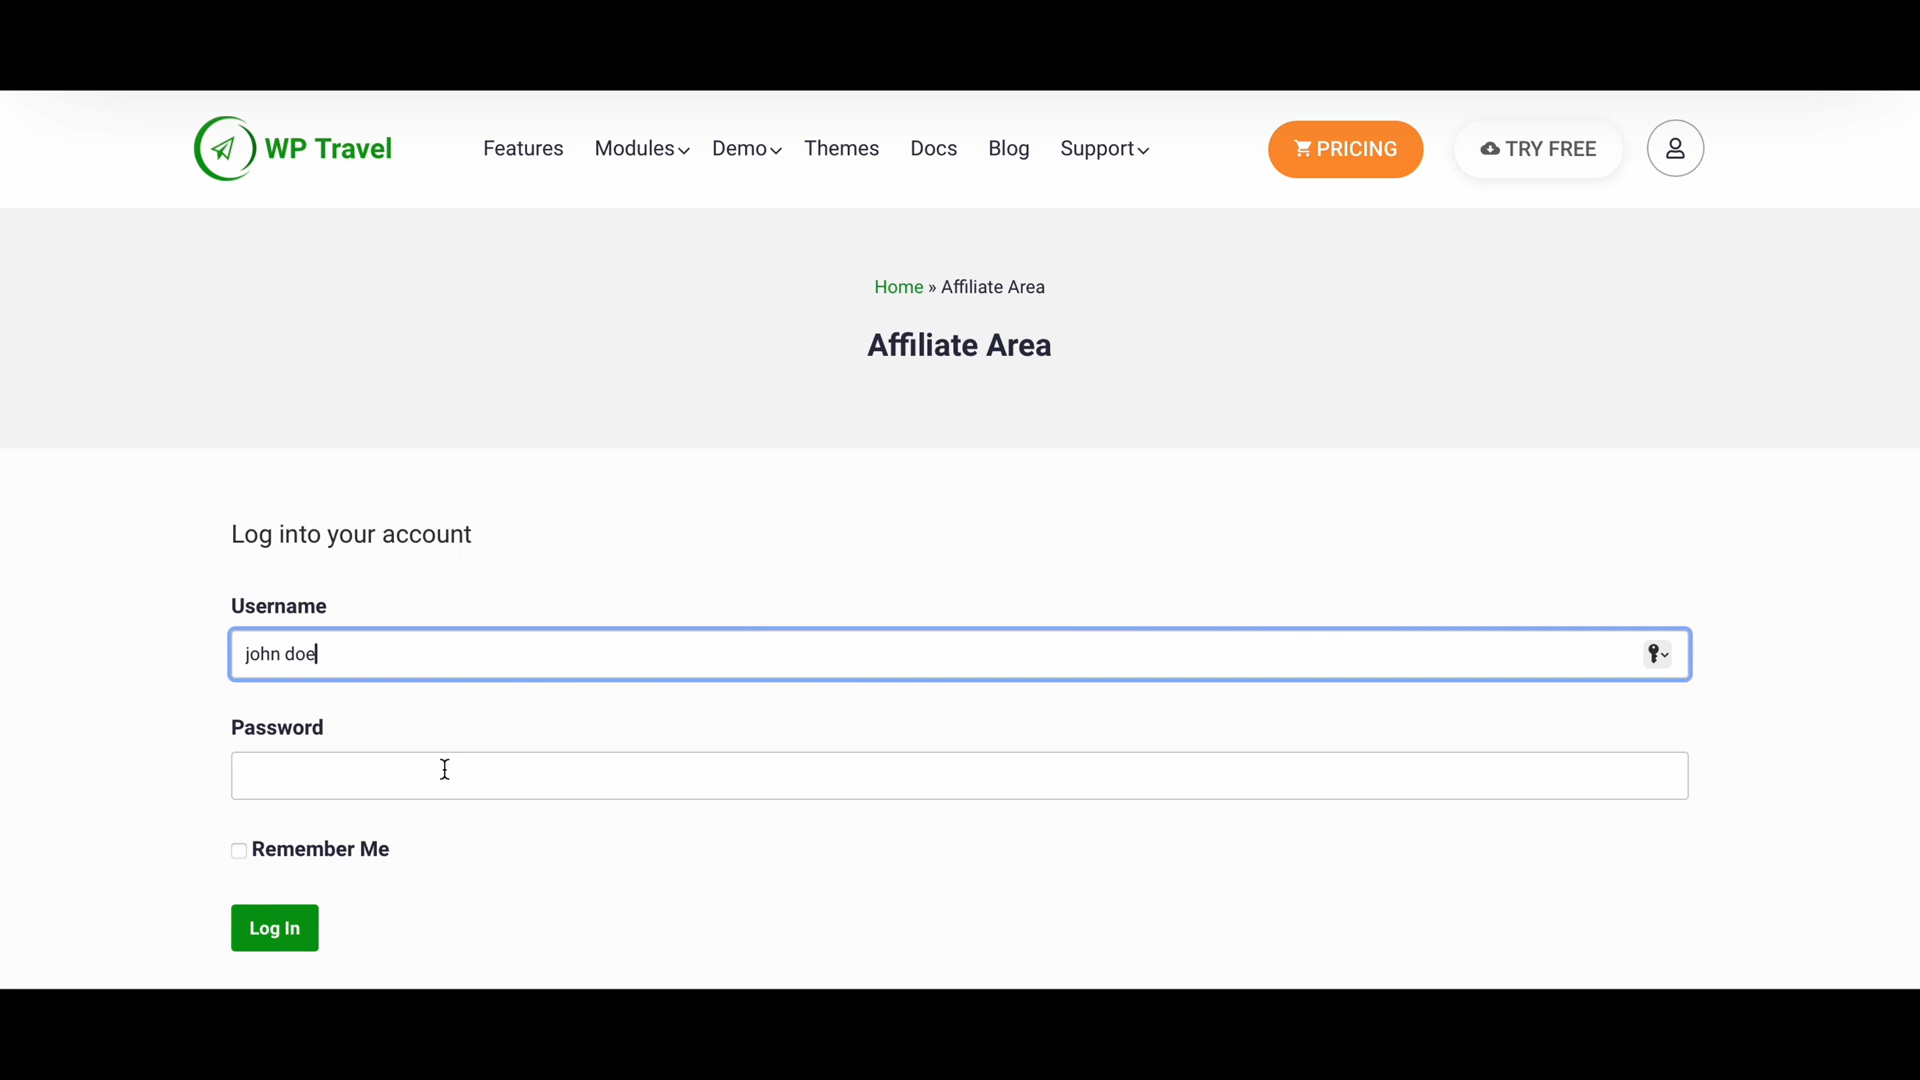 WP Travel
Features Modules Demo Themes Docs Blog Support PRICING TRY FREE
Home » Affiliate Area
Affiliate Area
Log into your account
Username
john doe
Password
Remember Me
Log In